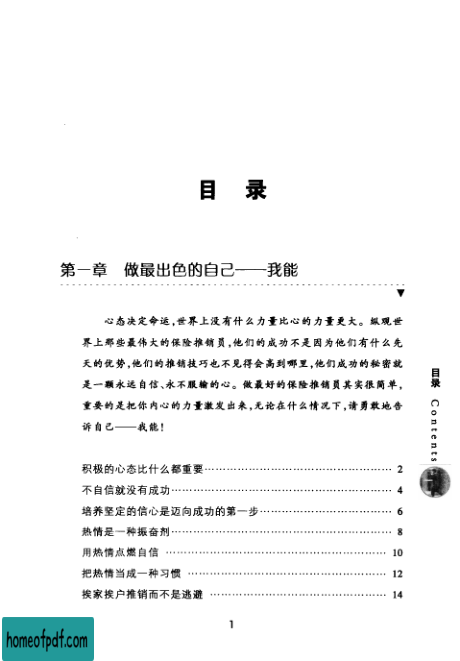 目 录
第一章 做最出色的自己——我能
心态决定命运,世界上没有什么力量比心的力量更大。纵观世
界上那些最伟大的保险推销员,他们的成功不是因为他们有什么先
天的优势,他们的推销技巧也不见得会高到哪里,他们成功的秘密就
是一颗永远自信、永不服输的心。做最好的保险推销员其实很简单,
重要的是把你内心的力量激发出来,无论在什么情况下,请勇敢地告
诉自己——我能!
积极的心态比什么都重要…………………………………………… 2
不自信就没有成功…………………………………………………… 4
培养坚定的信心是迈向成功的第一步……………………………… 6
热情是一种振奋剂…………………………………………………… 8
用热情点燃自信 …………………………………………………… 10
把热情当成一种习惯 ……………………………………………… 12
挨家挨户推销而不是逃避 ………………………………………… 14
目录 Contents
1
homeofpdf.com